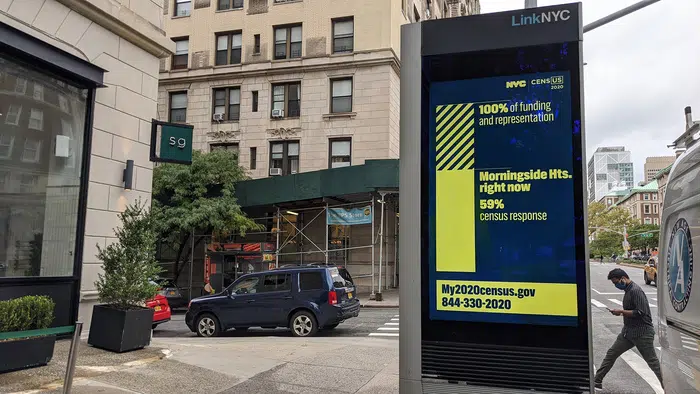 LinkNYC
NYC CENSUS
2020
100% of funding
and representation
Morningside Hts.
right now
59%
census response
My2020census.gov
844-330-2020
sg